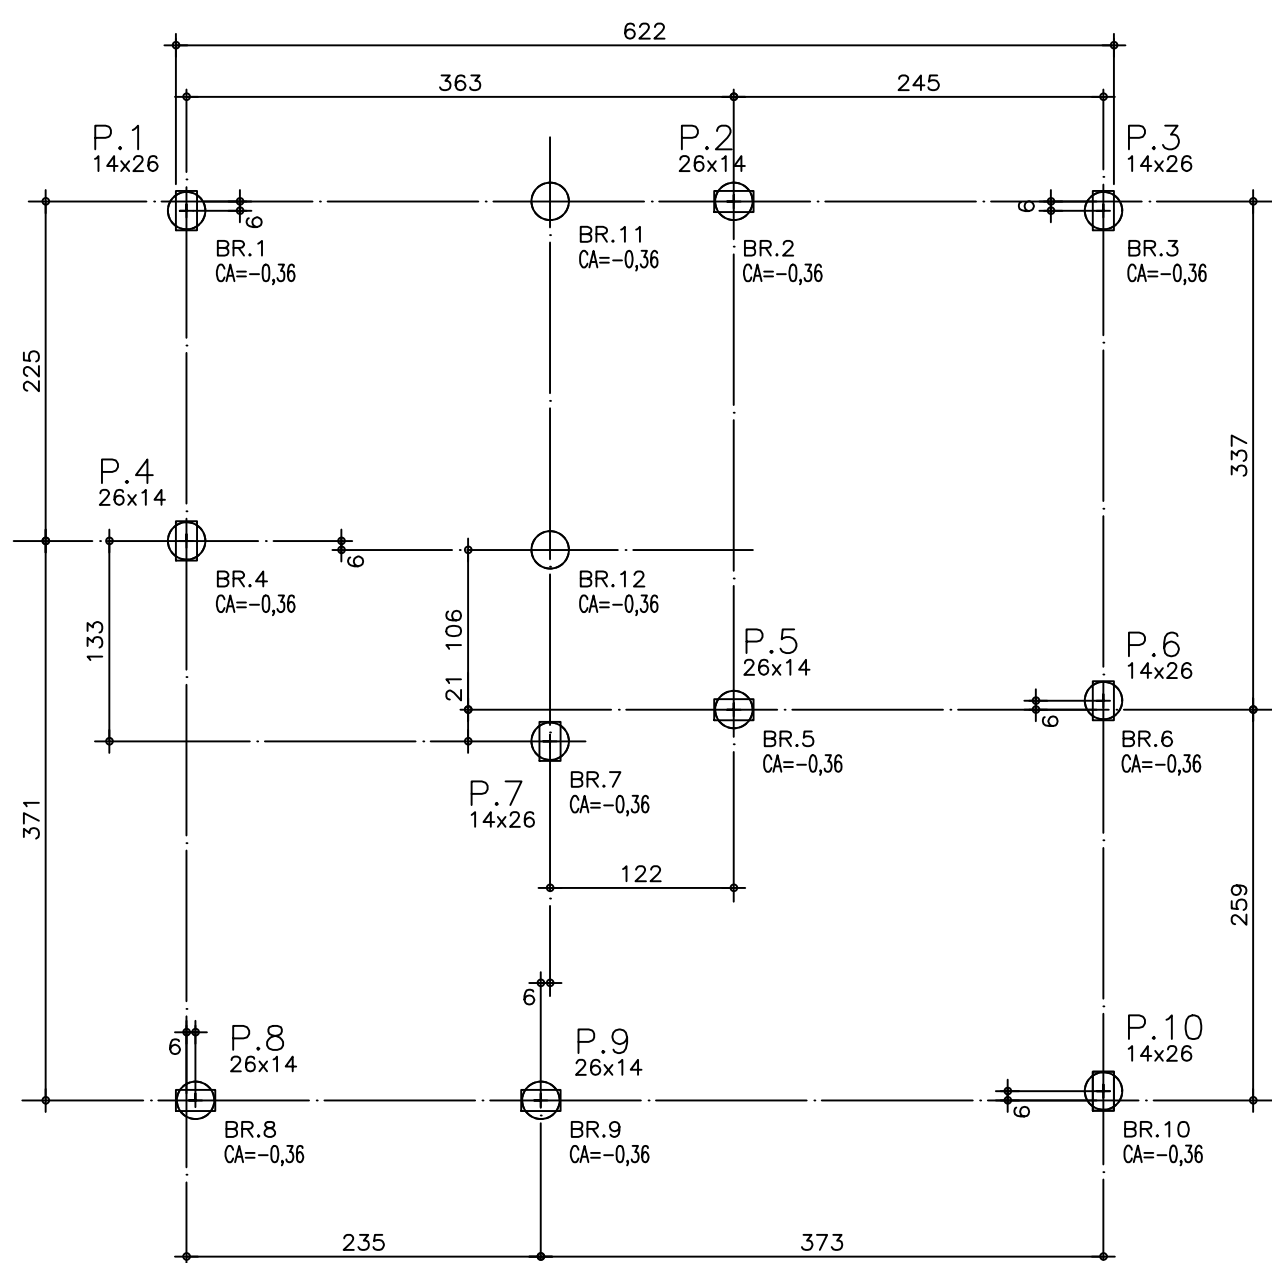 622
363
245
P.1
14x26
P.2
26x14
P.3
14x26
6
6
BR.1
CA=-0,36
BR.11
CA=-0,36
BR.2
CA=-0,36
BR.3
CA=-0,36
225
337
P.4
26x14
6
BR.4
CA=-0,36
BR.12
CA=-0,36
133
106
21
P.5
26x14
P.6
14x26
6
BR.5
CA=-0,36
BR.6
CA=-0,36
P.7
14x26
BR.7
CA=-0,36
371
122
259
6
6
P.8
26x14
P.9
26x14
P.10
14x26
6
BR.8
CA=-0,36
BR.9
CA=-0,36
BR.10
CA=-0,36
235
373